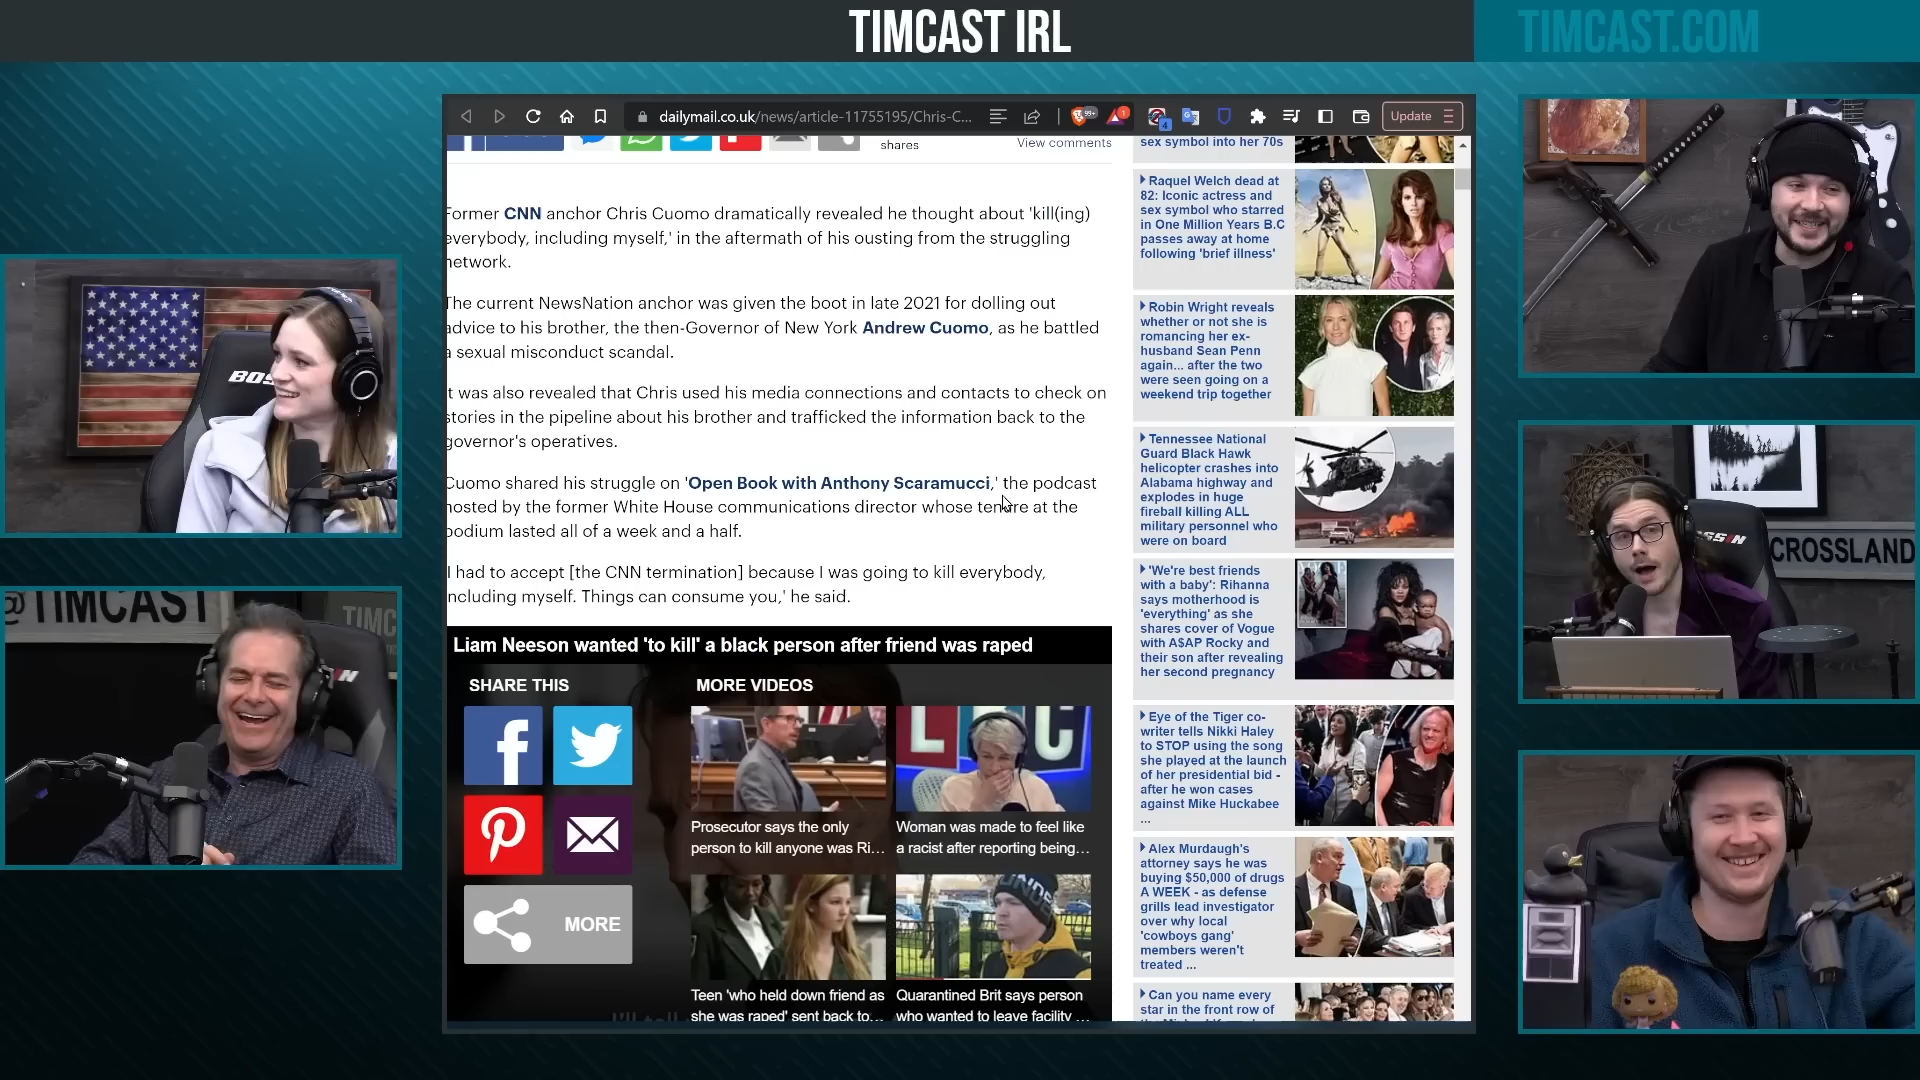 TIMCAST IRL
TIMCAST.COM
dailymail.co.uk/news/article-11755195/Chris-C...
Update
shares
View comments
Former CNN anchor Chris Cuomo dramatically revealed he thought about 'kill(ing)
everybody, including myself,' in the aftermath of his ousting from the struggling
network.
The current NewsNation anchor was given the boot in late 2021 for dolling out
advice to his brother, the then-Governor of New York Andrew Cuomo, as he battled
a sexual misconduct scandal.
It was also revealed that Chris used his media connections and contacts to check on
stories in the pipeline about his brother and trafficked the information back to the
governor's operatives.
Cuomo shared his struggle on 'Open Book with Anthony Scaramucci,' the podcast
hosted by the former White House communications director whose tenure at the
podium lasted all of a week and a half.
'I had to accept [the CNN termination] because I was going to kill everybody,
including myself. Things can consume you,' he said.
Liam Neeson wanted 'to kill' a black person after friend was raped
SHARE THIS
MORE VIDEOS
MORE
Prosecutor says the only
person to kill anyone was Ri...
Woman was made to feel like
a racist after reporting being...
Teen 'who held down friend as
she was raped' sent back to...
Quarantined Brit says person
who wanted to leave facility ...
sex symbol into her 70s
Raquel Welch dead at
82: Iconic actress and
sex symbol who starred
in One Million Years B.C
passes away at home
following 'brief illness'
Robin Wright reveals
whether or not she is
romancing her ex-
husband Sean Penn
again... after the two
were seen going on a
weekend trip together
Tennessee National
Guard Black Hawk
helicopter crashes into
Alabama highway and
explodes in huge
fireball killing ALL
military personnel who
were on board
'We're best friends
with a baby': Rihanna
says motherhood is
'everything' as she
shares cover of Vogue
with A$AP Rocky and
their son after revealing
her second pregnancy
Eye of the Tiger co-
writer tells Nikki Haley
to STOP using the song
she played at the launch
of her presidential bid -
after he won cases
against Mike Huckabee
...
Alex Murdaugh's
attorney says he was
buying $50,000 of drugs
A WEEK - as defense
grills lead investigator
over why local
'cowboys gang'
members weren't
treated ...
Can you name every
star in the front row of
@TIMCAST
TIMC
CROSSLAND